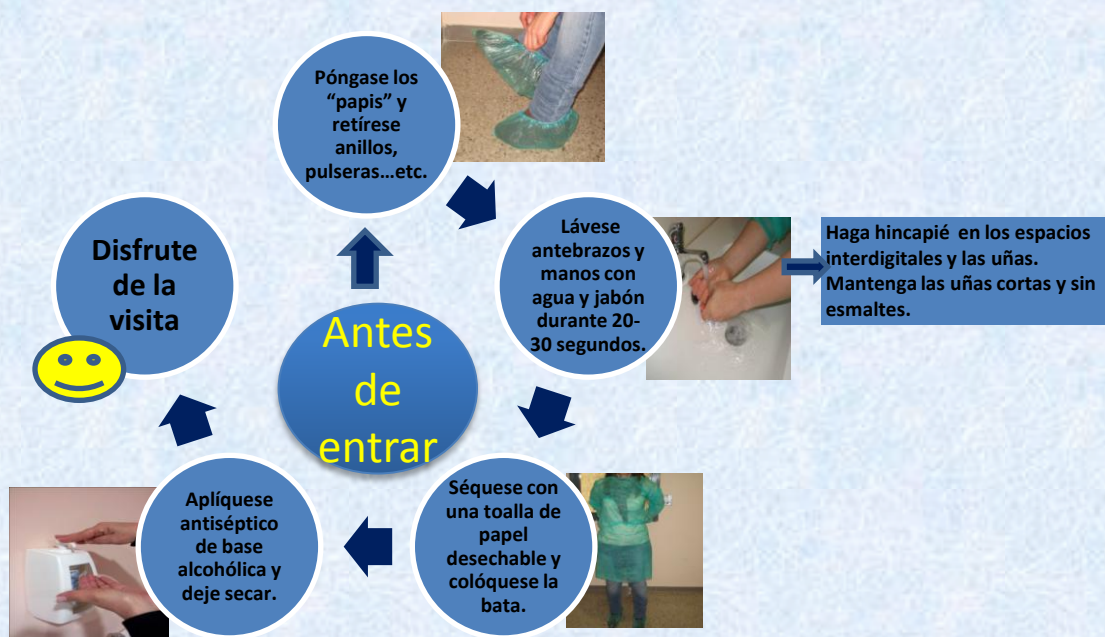 Antes
de
entrar
Póngase los
“papis” y
retírese
anillos,
pulseras...etc.
Lávese
antebrazos y
manos con
agua y jabón
durante 20-
30 segundos.
Haga hincapié en los espacios
interdigitales y las uñas.
Mantenga las uñas cortas y sin
esmaltes.
Séquese con
una toalla de
papel
desechable y
colóquese la
bata.
Aplíquese
antiséptico
de base
alcohólica y
deje secar.
Disfrute
de la
visita